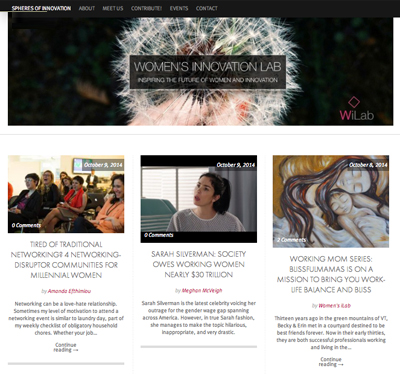 SPHERES OF INNOVATION ABOUT MEET US CONTRIBUTE! EVENTS CONTACT
WOMEN'S INNOVATION LAB
INSPIRING THE FUTURE OF WOMEN AND INNOVATION
WiLab
October 9, 2014
0 Comments
TIRED OF TRADITIONAL
NETWORKING? 4 NETWORKING-
DISRUPTOR COMMUNITIES FOR
MILLENNIAL WOMEN
by Amanda Efthimiou
Networking can be a love-hate relationship.
Sometimes my level of motivation to attend a
networking event is similar to laundry day, part of
my weekly checklist of obligatory household
chores. Whether your job...
Continue
reading →
October 9, 2014
0 Comments
SARAH SILVERMAN: SOCIETY
OWES WORKING WOMEN
NEARLY $30 TRILLION
by Meghan McVeigh
Sarah Silverman is the latest celebrity voicing her
outrage for the gender wage gap spanning
across America. However, in true Sarah fashion,
she manages to make the topic hilarious,
inappropriate, and very drastic.
October 8, 2014
2 Comments
WORKING MOM SERIES:
BLISSFULMAMAS IS ON A
MISSION TO BRING YOU WORK-
LIFE BALANCE AND BLISS
by Women's iLab
Thirteen years ago in the green mountains of VT,
Becky & Erin met in a courtyard destined to be
best friends forever. Now in their early thirties,
they are both successful professionals working
and living in the...
Continue
reading →